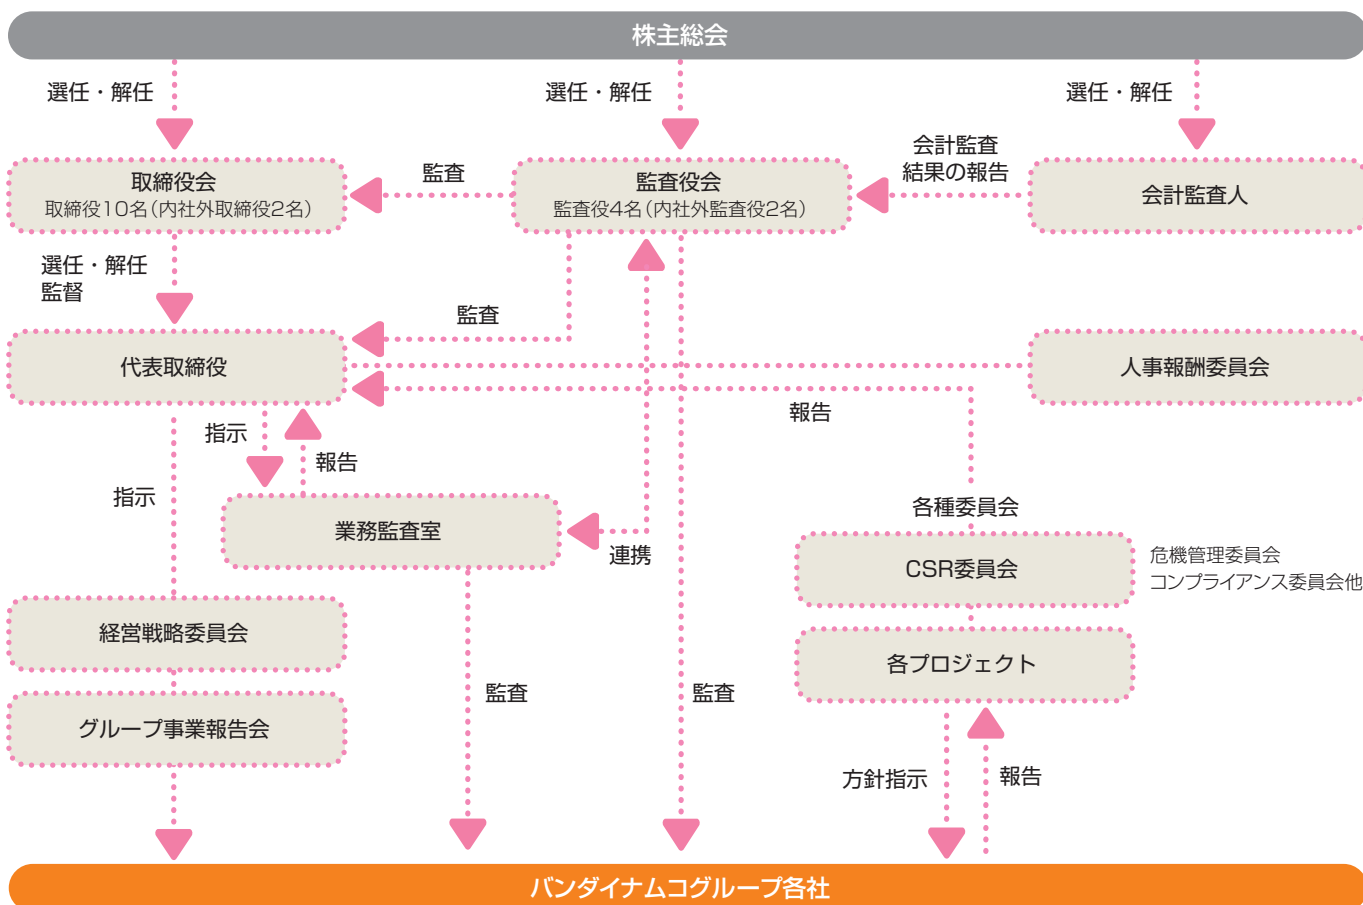 株主総会
選任・解任
選任・解任
選任・解任
取締役会
取締役10名(内社外取締役2名)
監査
監査役会
監査役4名(内社外監査役2名)
会計監査
結果の報告
会計監査人
選任・解任
監督
監査
代表取締役
人事報酬委員会
報告
指示
報告
指示
業務監査室
連携
各種委員会
CSR委員会
危機管理委員会
コンプライアンス委員会他
経営戦略委員会
各プロジェクト
グループ事業報告会
監査
監査
方針指示
報告
バンダイナムコグループ各社